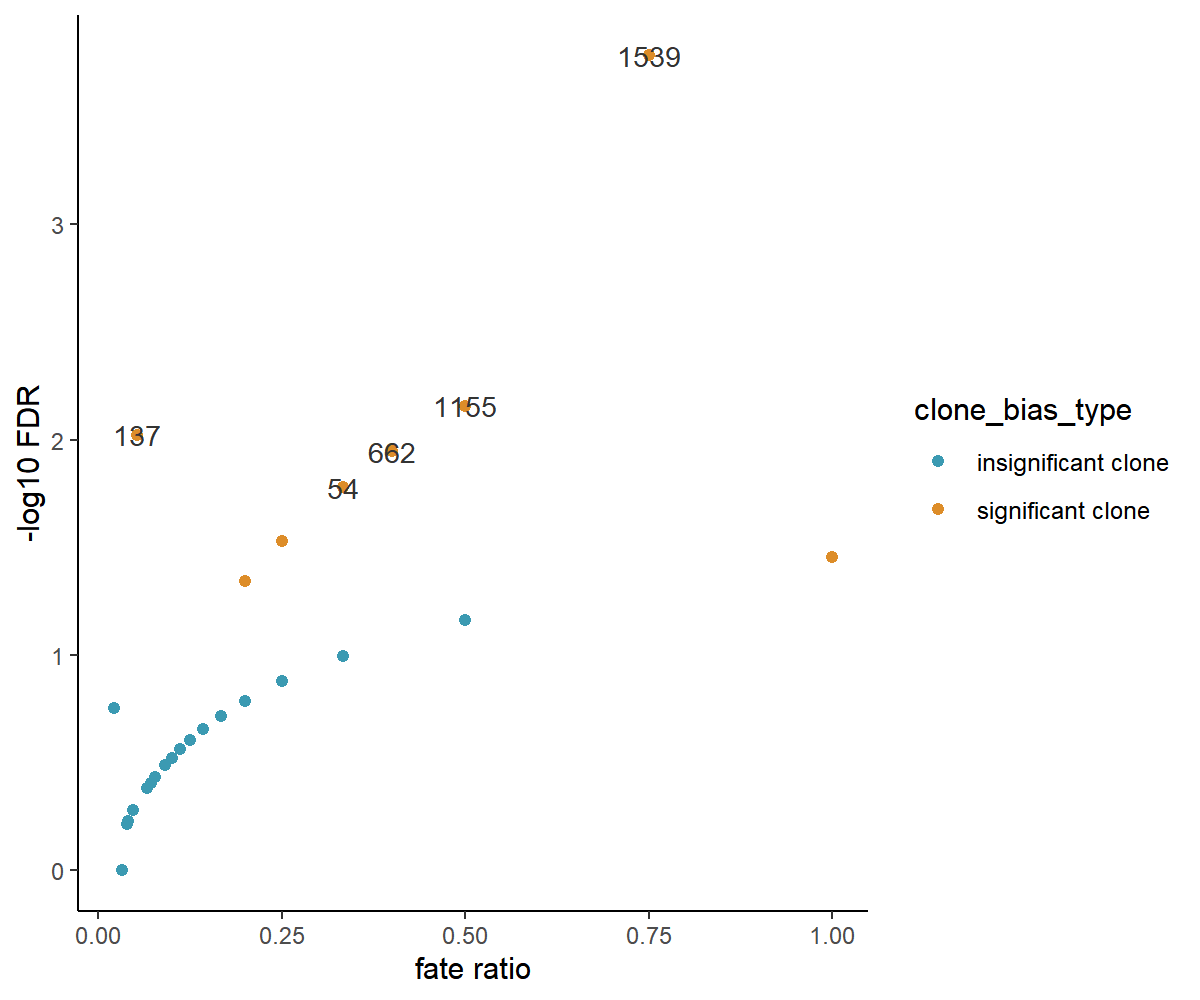 1539
3
1155
137
2
662
54
1
0
-log10 FDR
0.00 0.25 0.50 0.75 1.00
fate ratio
clone_bias_type
insignificant clone
significant clone